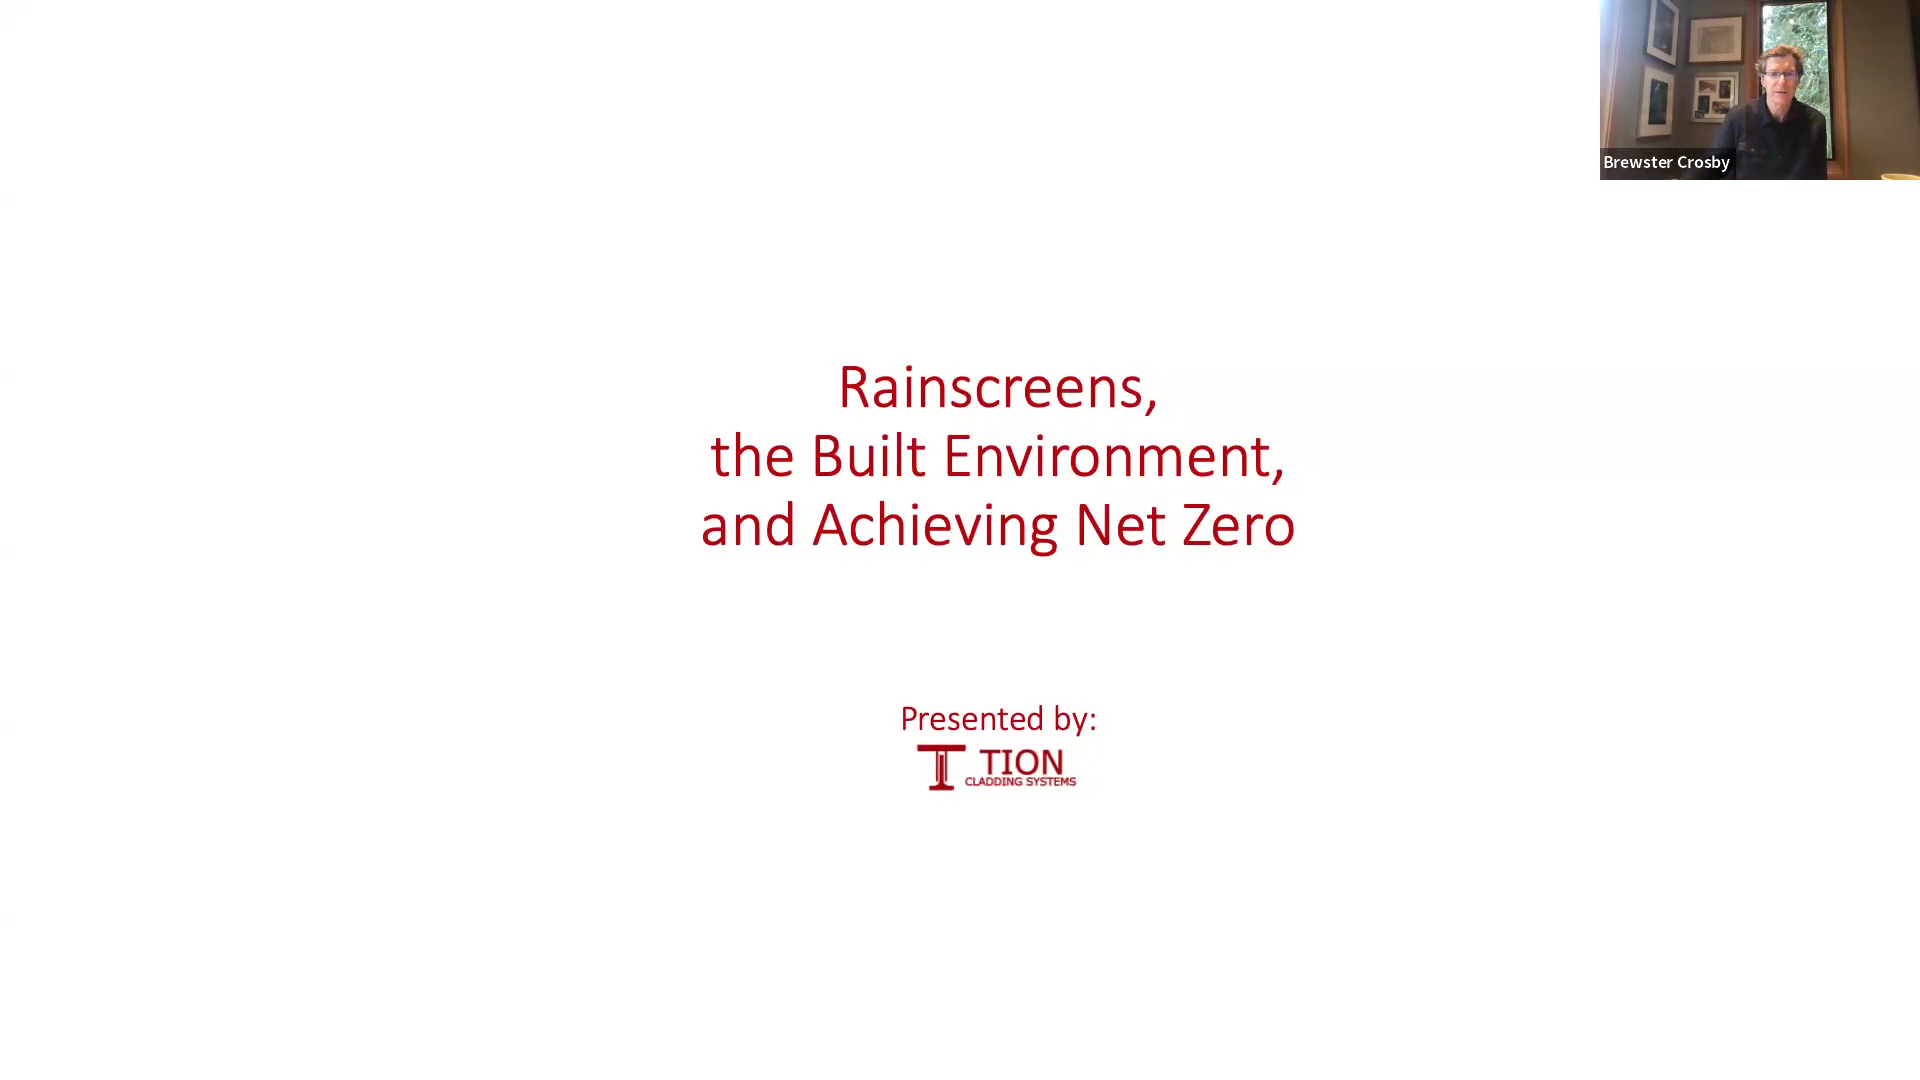 Brewster Crosby
Rainscreens,
the Built Environment,
and Achieving Net Zero
Presented by:
TION
CLADDING SYSTEMS